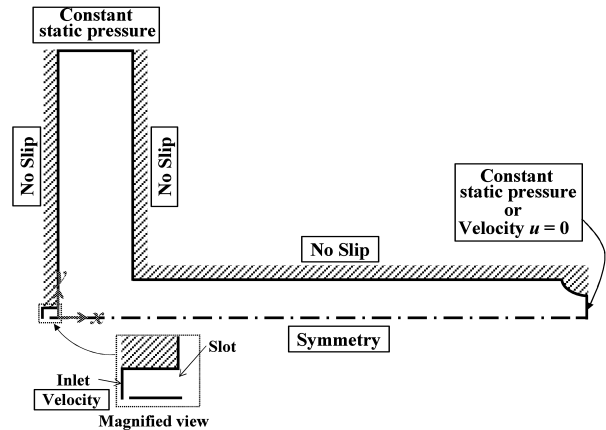 Constant
static pressure
No Slip
No Slip
Constant
static pressure
or
Velocity u = 0
No Slip
Y
X
Symmetry
Slot
Inlet
Velocity
Magnified view